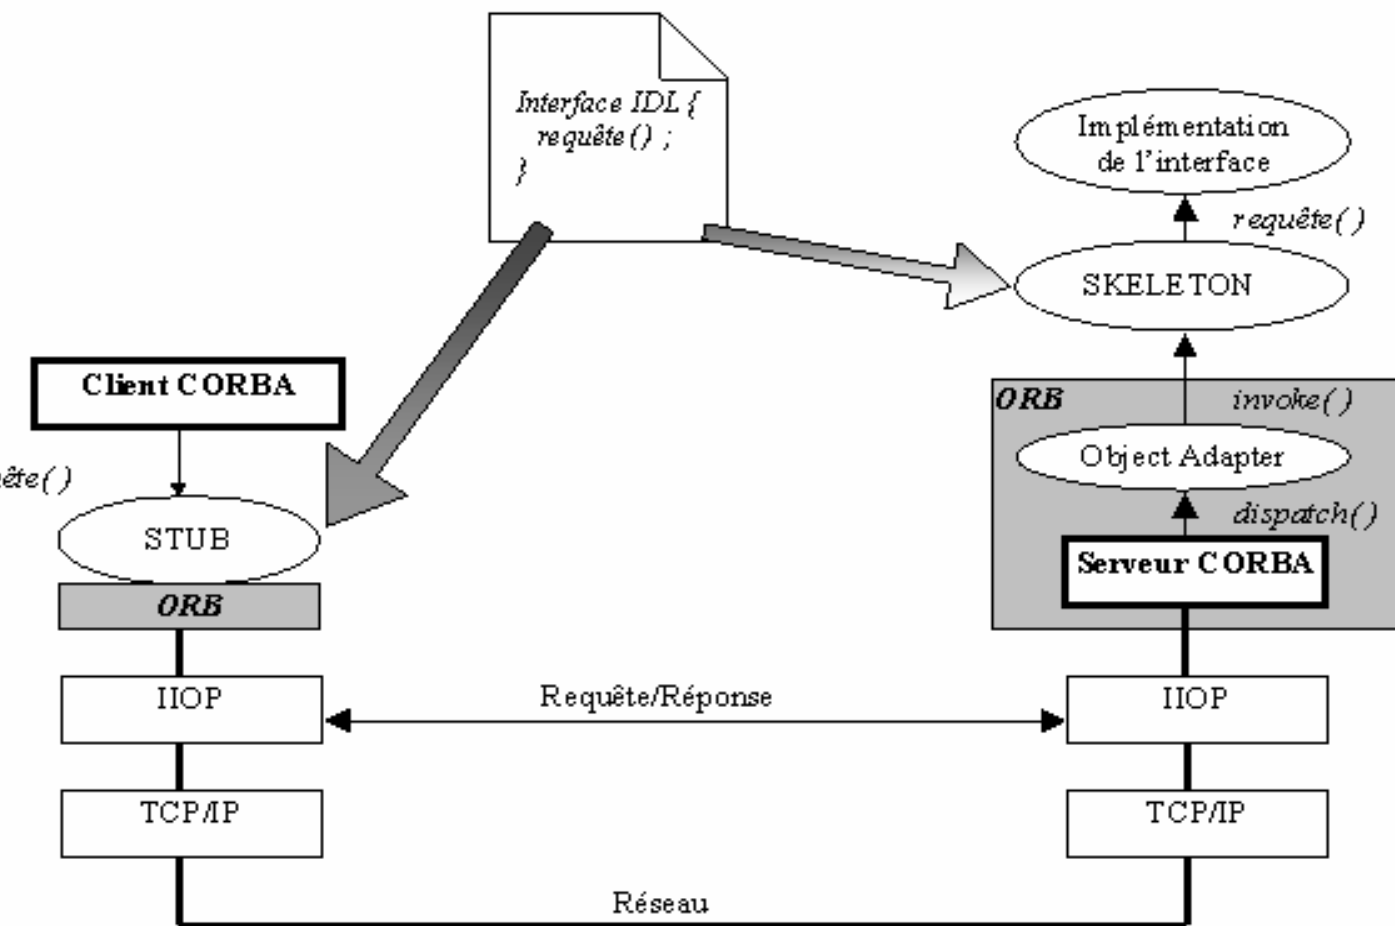 Interface IDL {
requête() ;
}
Implémentation
de l'interface
requête()
SKELETON
Client CORBA
ORB
invoke()
Object Adapter
STUB
dispatch()
Serveur CORBA
ORB
IIOP
Requête/Réponse
IIOP
TCP/IP
TCP/IP
Réseau